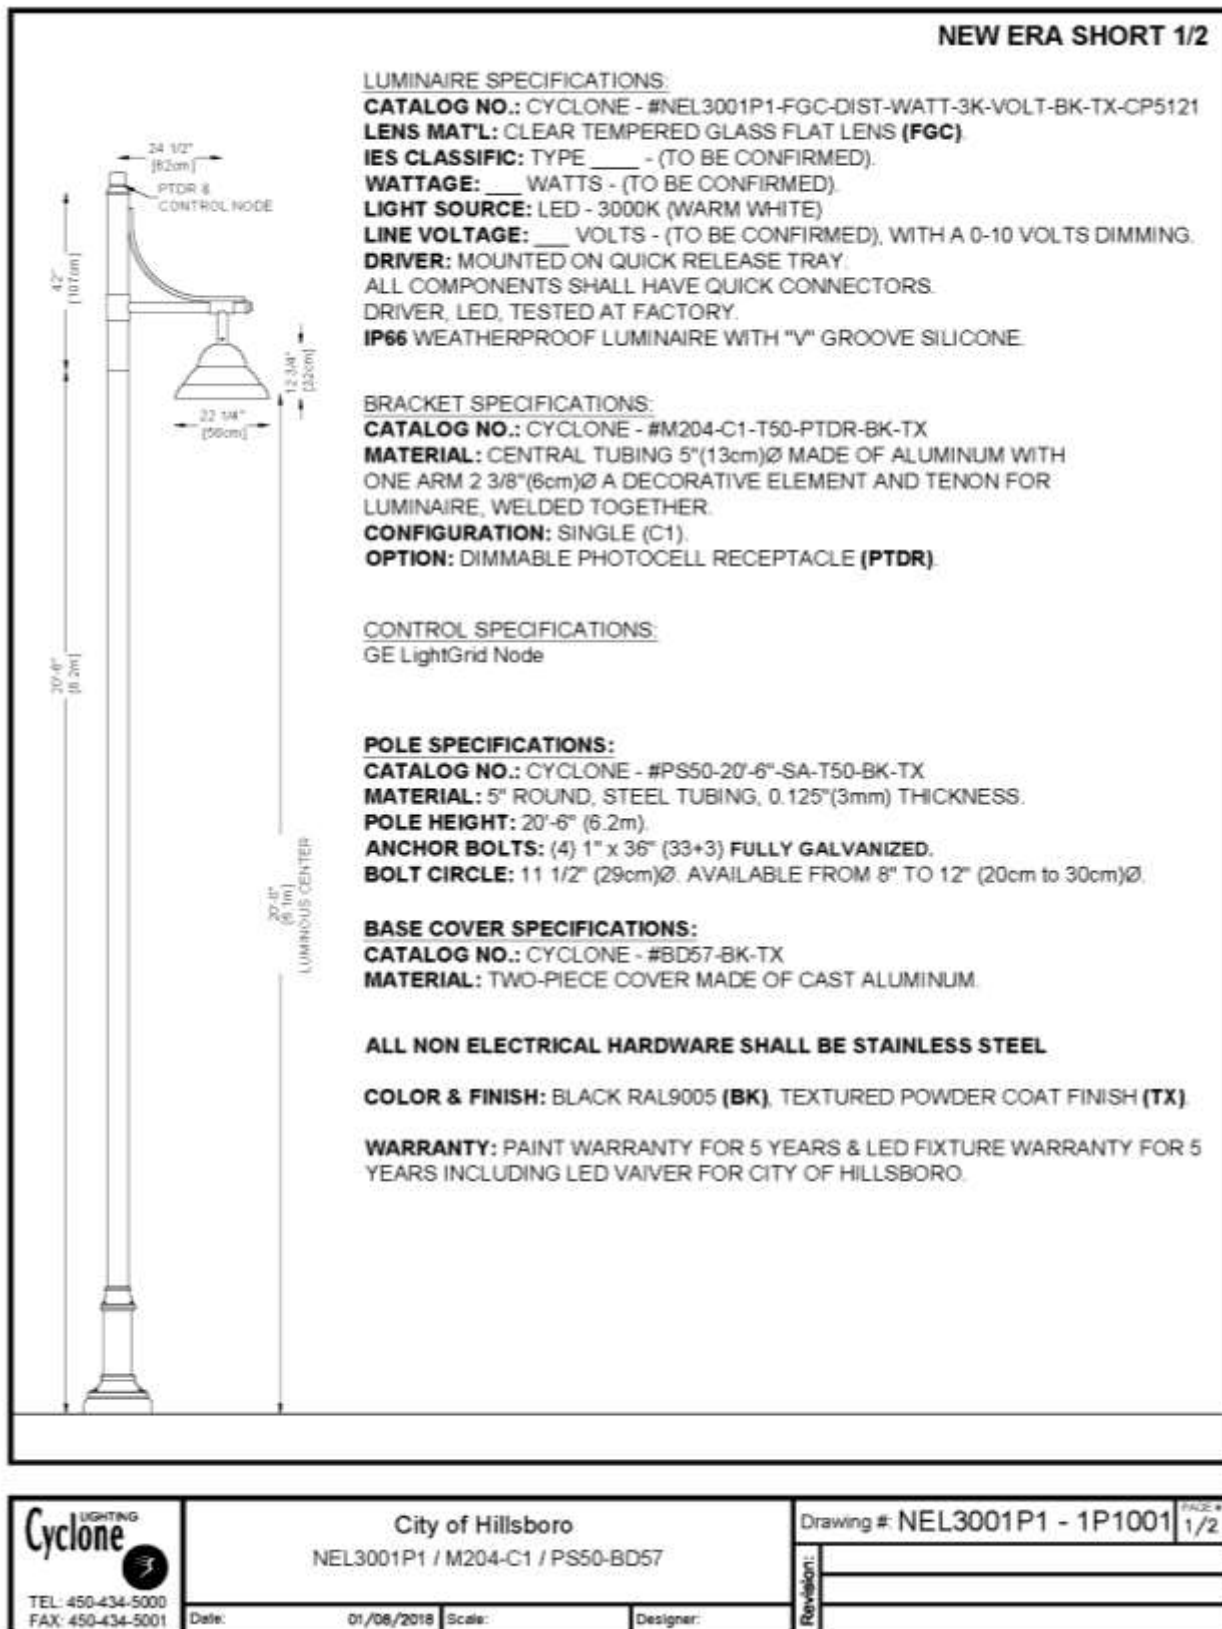 NEW ERA SHORT 1/2
LUMINAIRE SPECIFICATIONS:
CATALOG NO.: CYCLONE - #NEL3001P1-FGC-DIST-WATT-3K-VOLT-BK-TX-CP5121
LENS MAT'L: CLEAR TEMPERED GLASS FLAT LENS (FGC).
IES CLASSIFIC: TYPE ____ - (TO BE CONFIRMED).
WATTAGE: ___ WATTS - (TO BE CONFIRMED).
LIGHT SOURCE: LED - 3000K (WARM WHITE)
LINE VOLTAGE: ___ VOLTS - (TO BE CONFIRMED), WITH A 0-10 VOLTS DIMMING.
DRIVER: MOUNTED ON QUICK RELEASE TRAY.
ALL COMPONENTS SHALL HAVE QUICK CONNECTORS.
DRIVER, LED, TESTED AT FACTORY.
IP66 WEATHERPROOF LUMINAIRE WITH "V" GROOVE SILICONE.
BRACKET SPECIFICATIONS:
CATALOG NO.: CYCLONE - #M204-C1-T50-PTDR-BK-TX
MATERIAL: CENTRAL TUBING 5"(13cm)Ø MADE OF ALUMINUM WITH
ONE ARM 2 3/8"(6cm)Ø A DECORATIVE ELEMENT AND TENON FOR
LUMINAIRE, WELDED TOGETHER.
CONFIGURATION: SINGLE (C1).
OPTION: DIMMABLE PHOTOCELL RECEPTACLE (PTDR).
CONTROL SPECIFICATIONS:
GE LightGrid Node
POLE SPECIFICATIONS:
CATALOG NO.: CYCLONE - #PS50-20'-6"-SA-T50-BK-TX
MATERIAL: 5" ROUND, STEEL TUBING, 0.125"(3mm) THICKNESS.
POLE HEIGHT: 20'-6" (6.2m).
ANCHOR BOLTS: (4) 1" x 36" (33+3) FULLY GALVANIZED.
BOLT CIRCLE: 11 1/2" (29cm)Ø. AVAILABLE FROM 8" TO 12" (20cm to 30cm)Ø.
BASE COVER SPECIFICATIONS:
CATALOG NO.: CYCLONE - #BD57-BK-TX
MATERIAL: TWO-PIECE COVER MADE OF CAST ALUMINUM.
ALL NON ELECTRICAL HARDWARE SHALL BE STAINLESS STEEL
COLOR & FINISH: BLACK RAL9005 (BK), TEXTURED POWDER COAT FINISH (TX).
WARRANTY: PAINT WARRANTY FOR 5 YEARS & LED FIXTURE WARRANTY FOR 5
YEARS INCLUDING LED VAIVER FOR CITY OF HILLSBORO.
24 1/2"
[62cm]
PTDR &
CONTROL NODE
42"
[107cm]
12 3/4"
[32cm]
22 1/4"
[56cm]
20'-6"
[6.2m]
[6.1m]
LUMINOUS CENTER
Cyclone LIGHTING
TEL: 450-434-5000
FAX: 450-434-5001
City of Hillsboro
NEL3001P1 / M204-C1 / PS50-BD57
Date: 01/08/2018
Scale:
Designer:
Drawing #: NEL3001P1 - 1P1001
PAGE #
1/2
Revision: